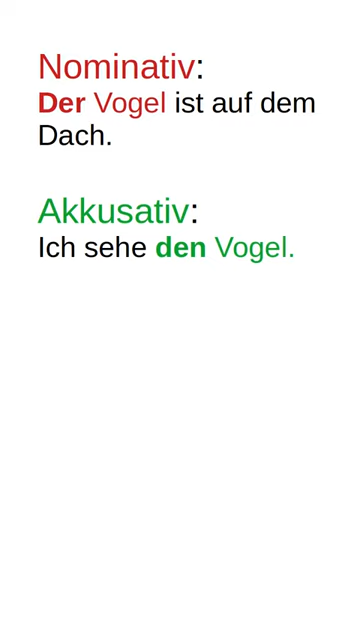 Nominativ:
Der Vogel ist auf dem
Dach.
Akkusativ:
Ich sehe den Vogel.